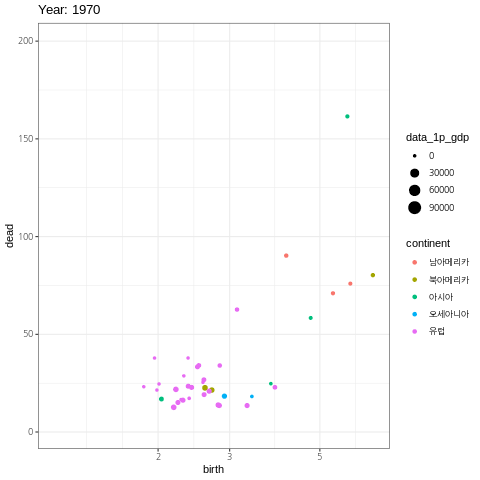 Year: 1970
200
150
100
50
0
dead
2
3
5
birth
data_1p_gdp
0
30000
60000
90000
continent
남아메리카
북아메리카
아시아
오세아니아
유럽